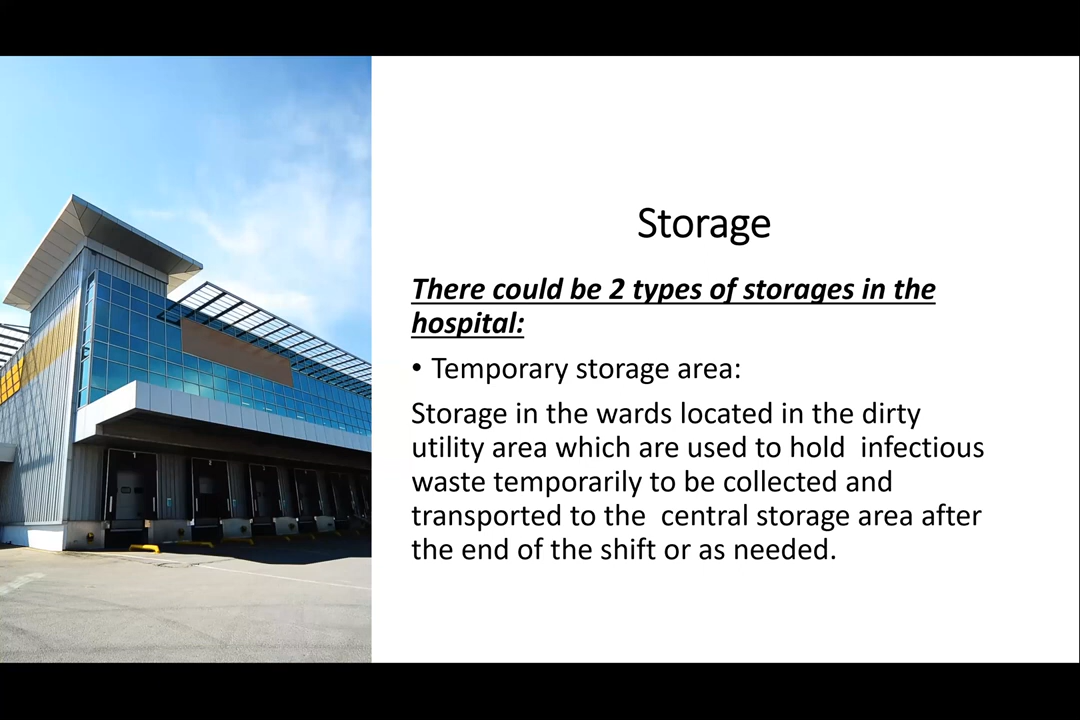 Storage
There could be 2 types of storages in the
hospital:
• Temporary storage area:
Storage in the wards located in the dirty
utility area which are used to hold  infectious
waste temporarily to be collected and
transported to the  central storage area after
the end of the shift or as needed.